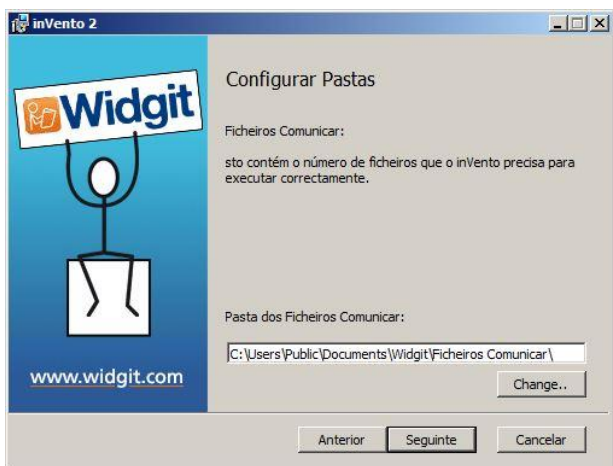 inVento 2
Widgit
Configurar Pastas
Ficheiros Comunicar:
sto contém o número de ficheiros que o inVento precisa para
executar correctamente.
Pasta dos Ficheiros Comunicar:
C:\Users\Public\Documents\Widgit\Ficheiros Comunicar\
www.widgit.com
Change..
Anterior
Seguinte
Cancelar